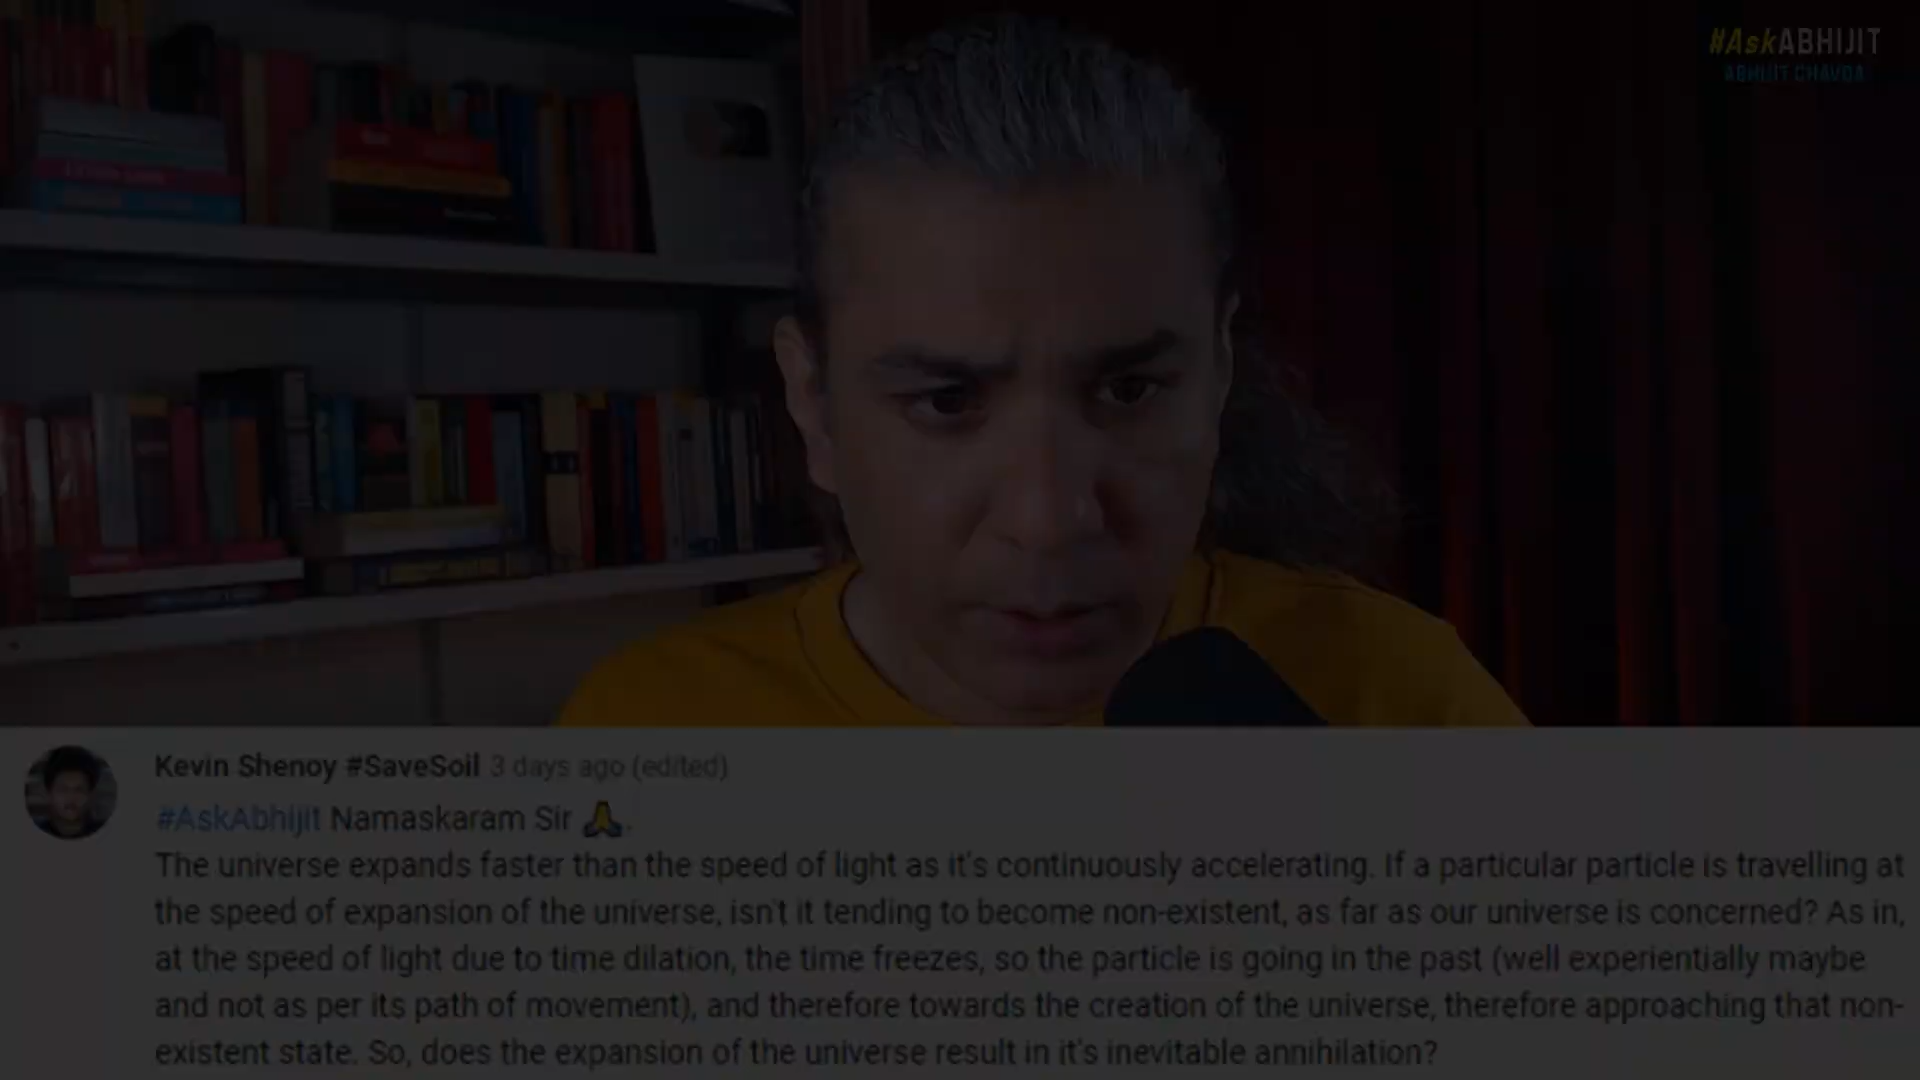 #AskABHIJIT
ABHIJIT CHAVDA
Kevin Shenoy #SaveSoil 3 days ago (edited)
#AskAbhijit Namaskaram Sir 🙏.
The universe expands faster than the speed of light as it's continuously accelerating. If a particular particle is travelling at
the speed of expansion of the universe, isn't it tending to become non-existent, as far as our universe is concerned? As in,
at the speed of light due to time dilation, the time freezes, so the particle is going in the past (well experientially maybe
and not as per its path of movement), and therefore towards the creation of the universe, therefore approaching that non-
existent state. So, does the expansion of the universe result in it's inevitable annihilation?